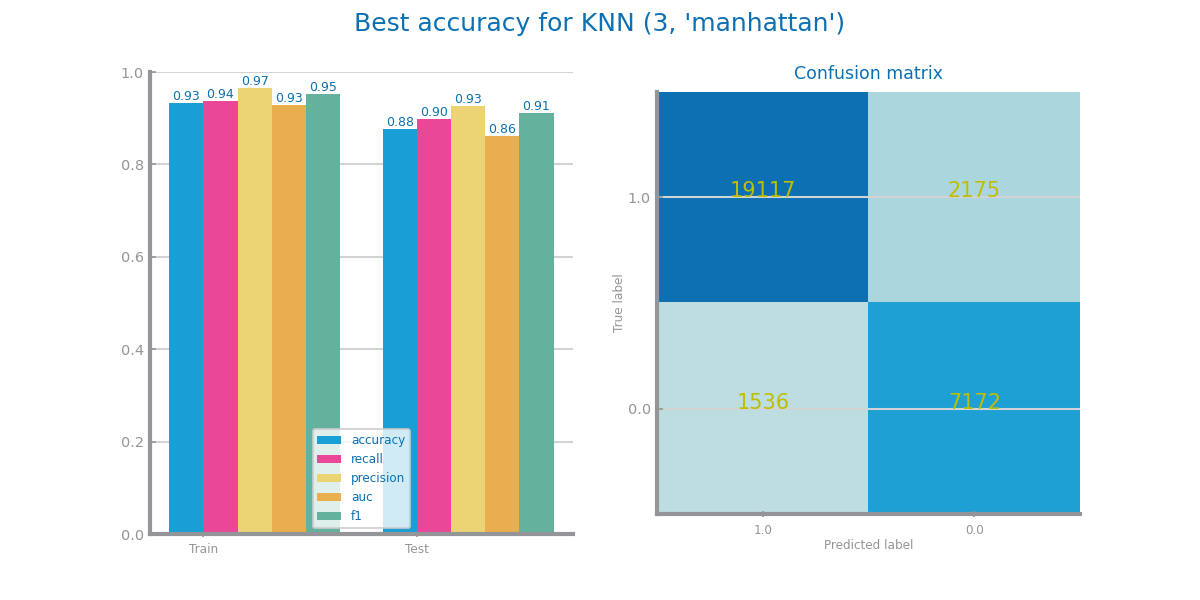 Best accuracy for KNN (3, 'manhattan')
1.0
0.8
0.6
0.4
0.2
0.0
0.93
0.94
0.97
0.93
0.95
0.88
0.90
0.93
0.86
0.91
accuracy
recall
precision
auc
f1
Train
Test
Confusion matrix
True label
1.0
0.0
19117
2175
1536
7172
1.0
0.0
Predicted label